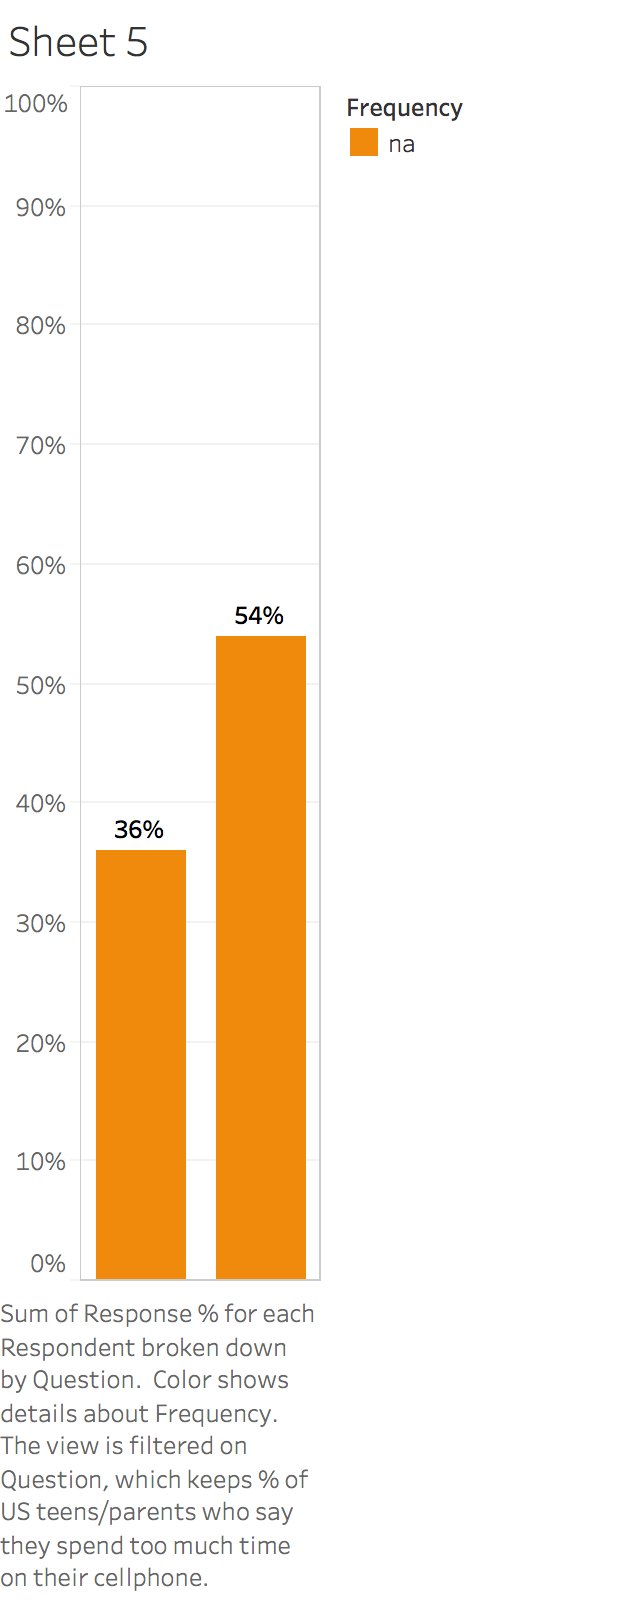 Sheet 5
100%
90%
80%
70%
60%
50%
40%
30%
20%
10%
0%
36%
54%
Frequency
na
Sum of Response % for each
Respondent broken down
by Question.  Color shows
details about Frequency.
The view is filtered on
Question, which keeps % of
US teens/parents who say
they spend too much time
on their cellphone.